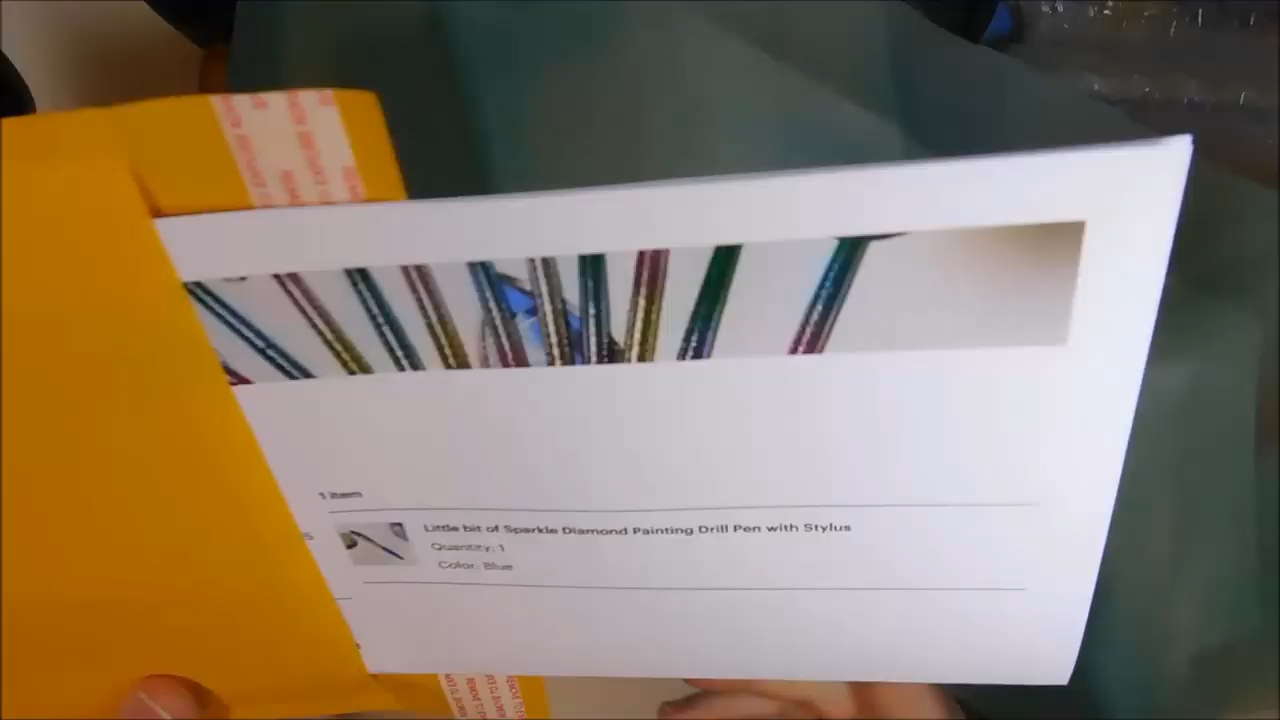 1 item
Little bit of Sparkle Diamond Painting Drill Pen with Stylus
Quantity: 1
Color: Blue